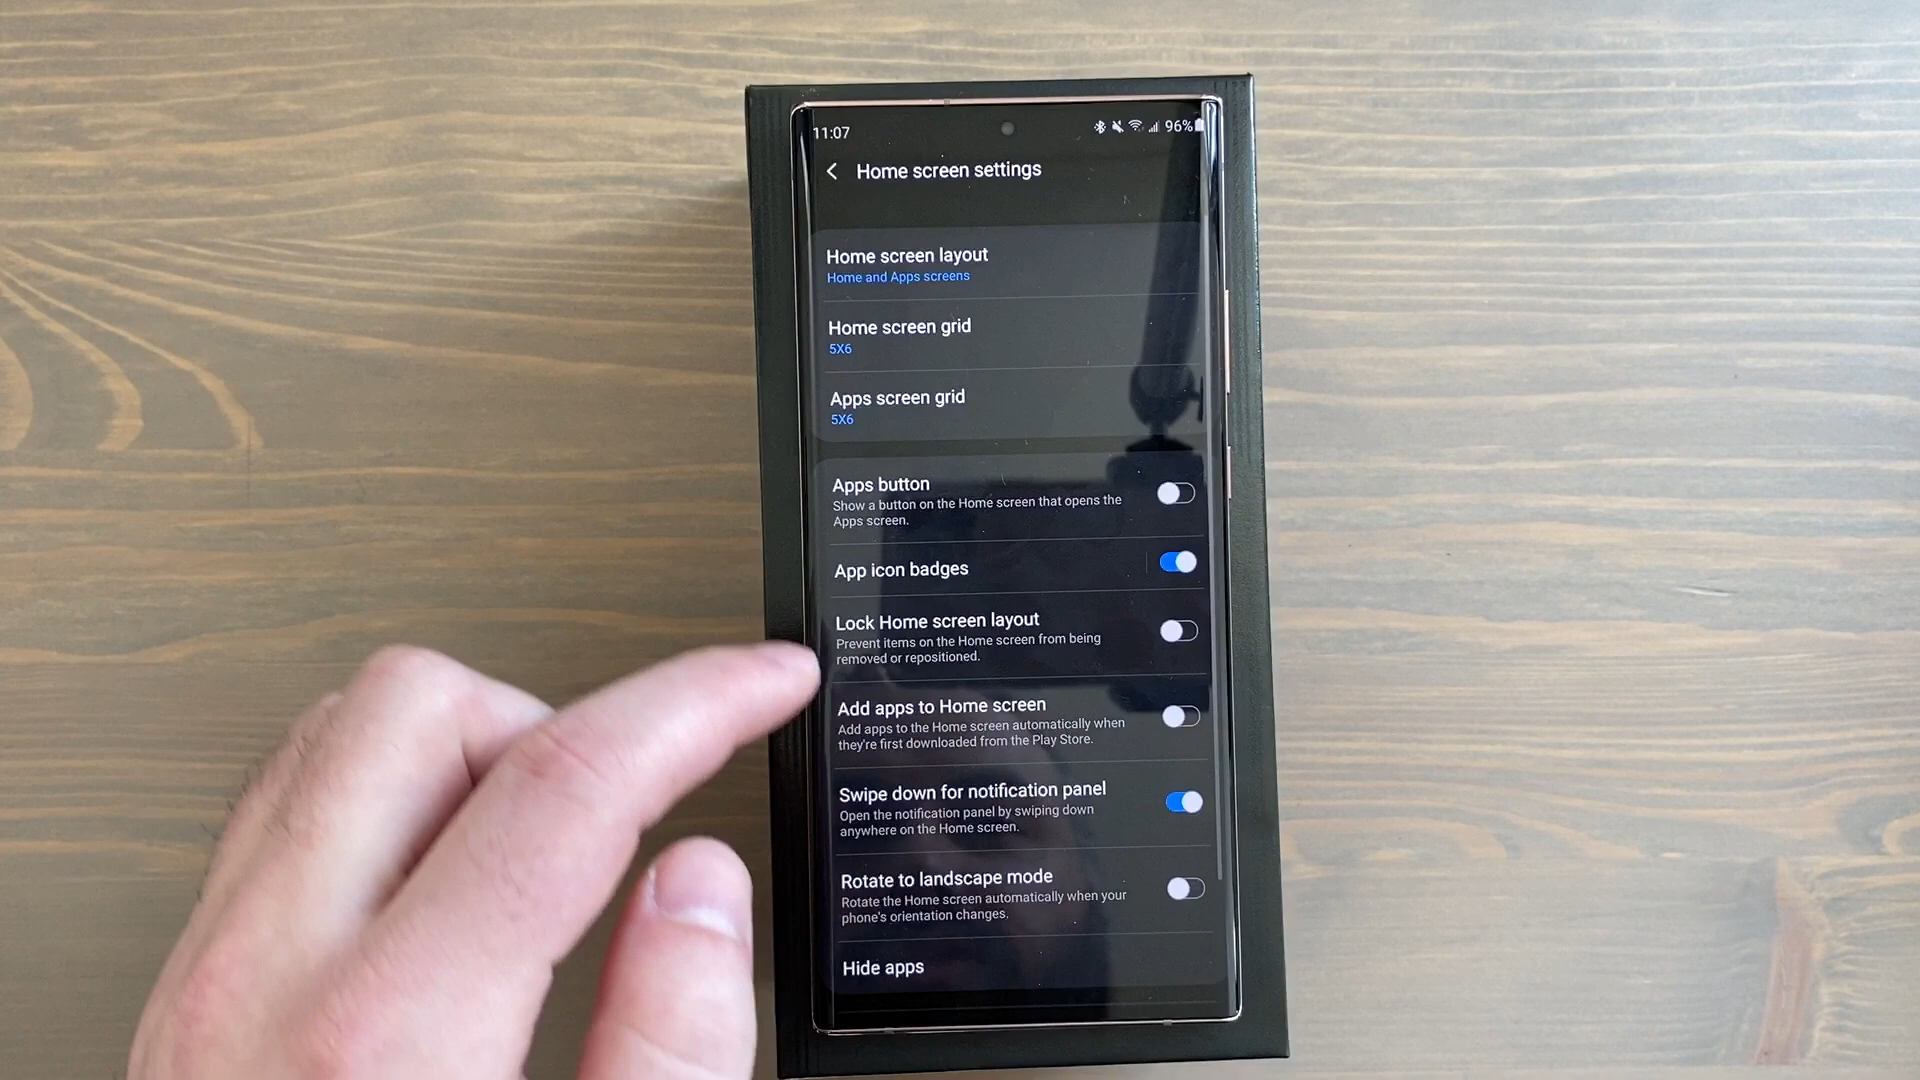 11:07
96%
Home screen settings
Home screen layout
Home and Apps screens
Home screen grid
5X6
Apps screen grid
5X6
Apps button
Show a button on the Home screen that opens the
Apps screen.
App icon badges
Lock Home screen layout
Prevent items on the Home screen from being
removed or repositioned.
Add apps to Home screen
Add apps to the Home screen automatically when
they're first downloaded from the Play Store.
Swipe down for notification panel
Open the notification panel by swiping down
anywhere on the Home screen.
Rotate to landscape mode
Rotate the Home screen automatically when your
phone's orientation changes.
Hide apps